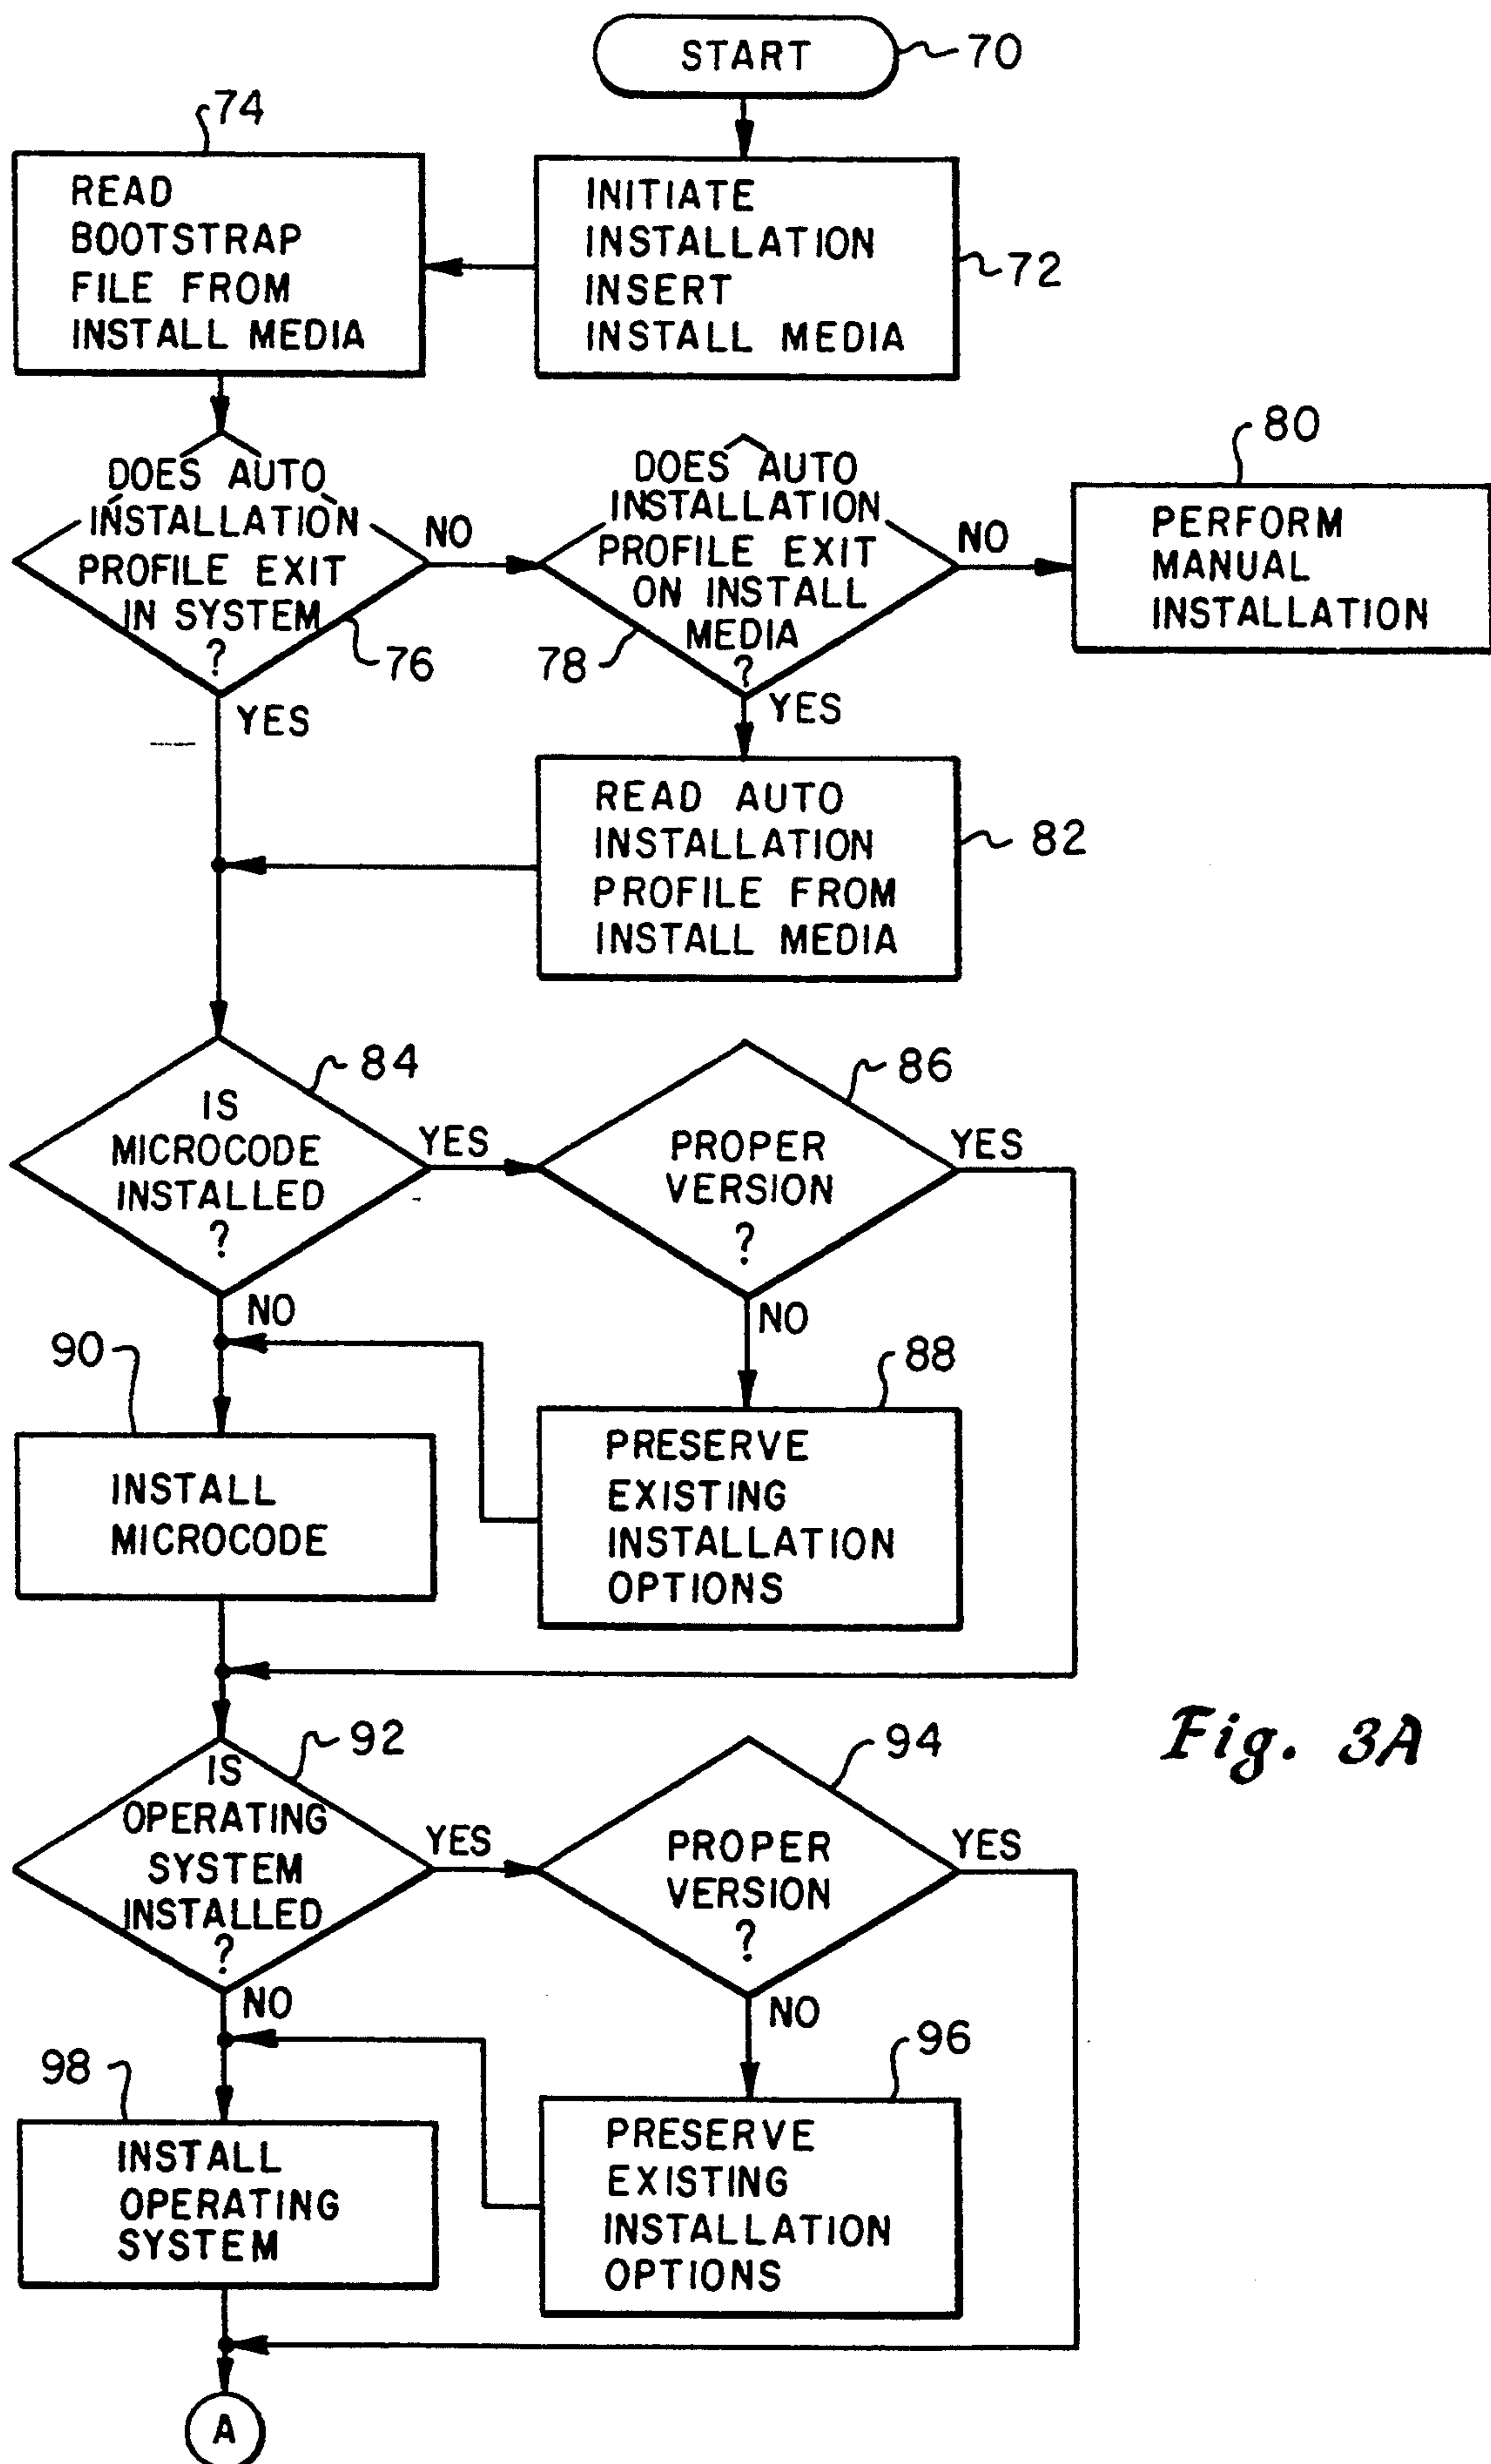 START
70
74
READ
BOOTSTRAP
FILE FROM
INSTALL MEDIA
INITIATE
INSTALLATION
INSERT
INSTALL MEDIA
72
DOES AUTO
INSTALLATION
PROFILE EXIT
IN SYSTEM
?
76
NO
YES
DOES AUTO
INSTALLATION
PROFILE EXIT
ON INSTALL
MEDIA
?
78
NO
YES
80
PERFORM
MANUAL
INSTALLATION
READ AUTO
INSTALLATION
PROFILE FROM
INSTALL MEDIA
82
IS
MICROCODE
INSTALLED
?
84
YES
NO
PROPER
VERSION
?
86
YES
NO
90
INSTALL
MICROCODE
88
PRESERVE
EXISTING
INSTALLATION
OPTIONS
IS
OPERATING
SYSTEM
INSTALLED
?
92
YES
NO
PROPER
VERSION
?
94
YES
NO
Fig. 3A
98
INSTALL
OPERATING
SYSTEM
96
PRESERVE
EXISTING
INSTALLATION
OPTIONS
A